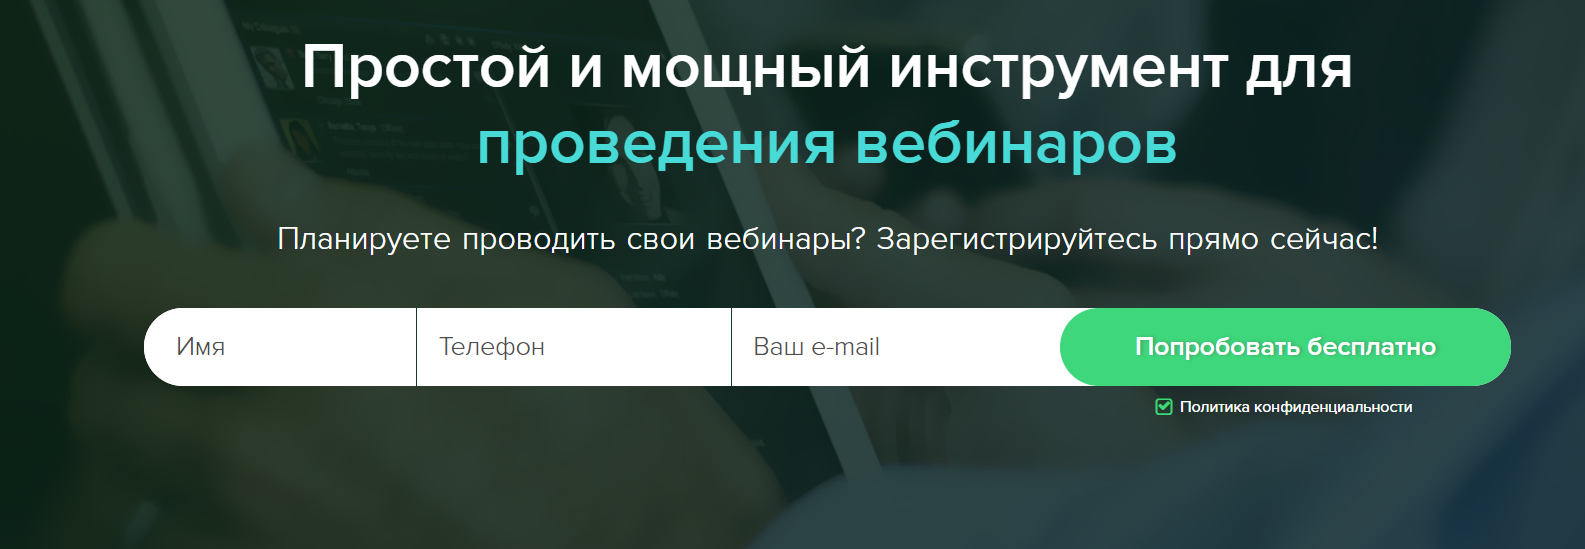 Простой и мощный инструмент для
проведения вебинаров
Планируете проводить свои вебинары? Зарегистрируйтесь прямо сейчас!
Имя
Телефон
Ваш e-mail
Попробовать бесплатно
Политика конфиденциальности